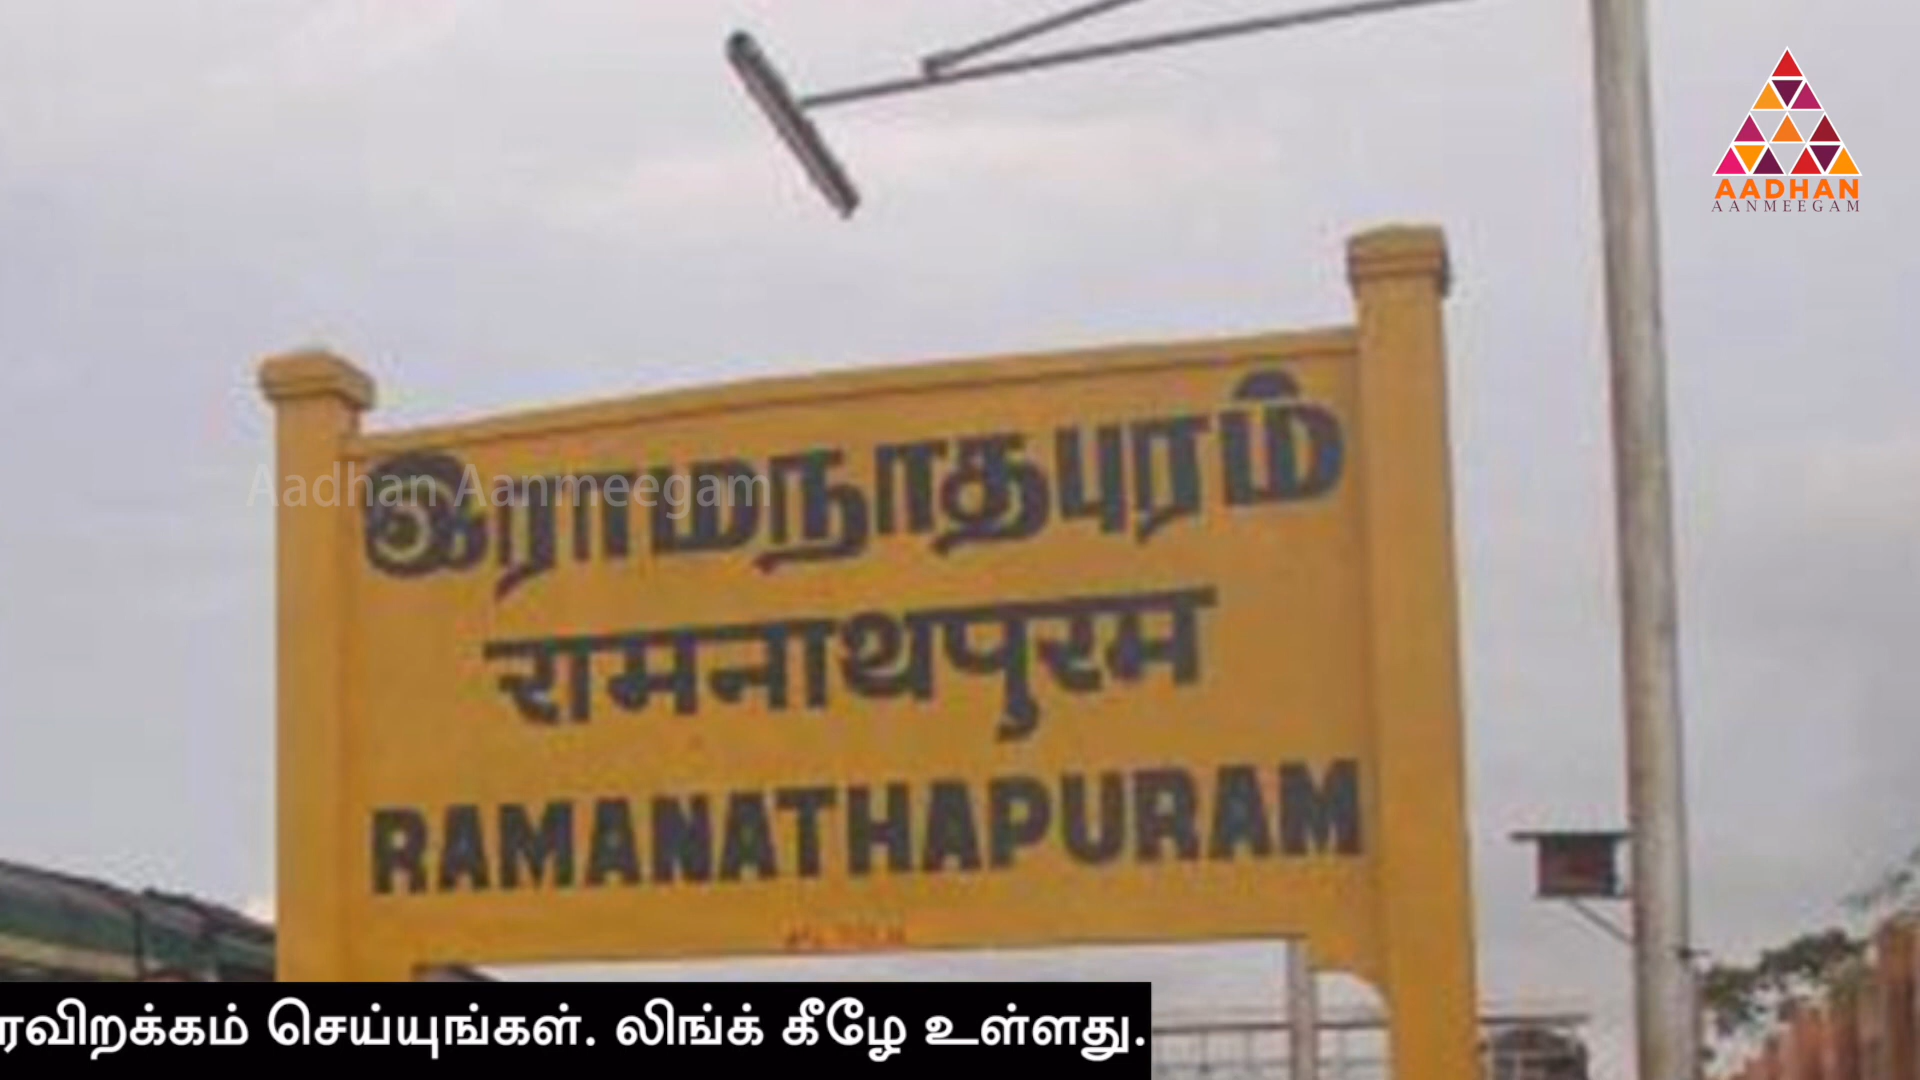 AADHAN
AANMEEGAM
இராமநாதபுரம்
Aadhan Aanmeegam
रामनाथपुरम
RAMANATHAPURAM
ரவிறக்கம் செய்யுங்கள். லிங்க் கீழே உள்ளது.